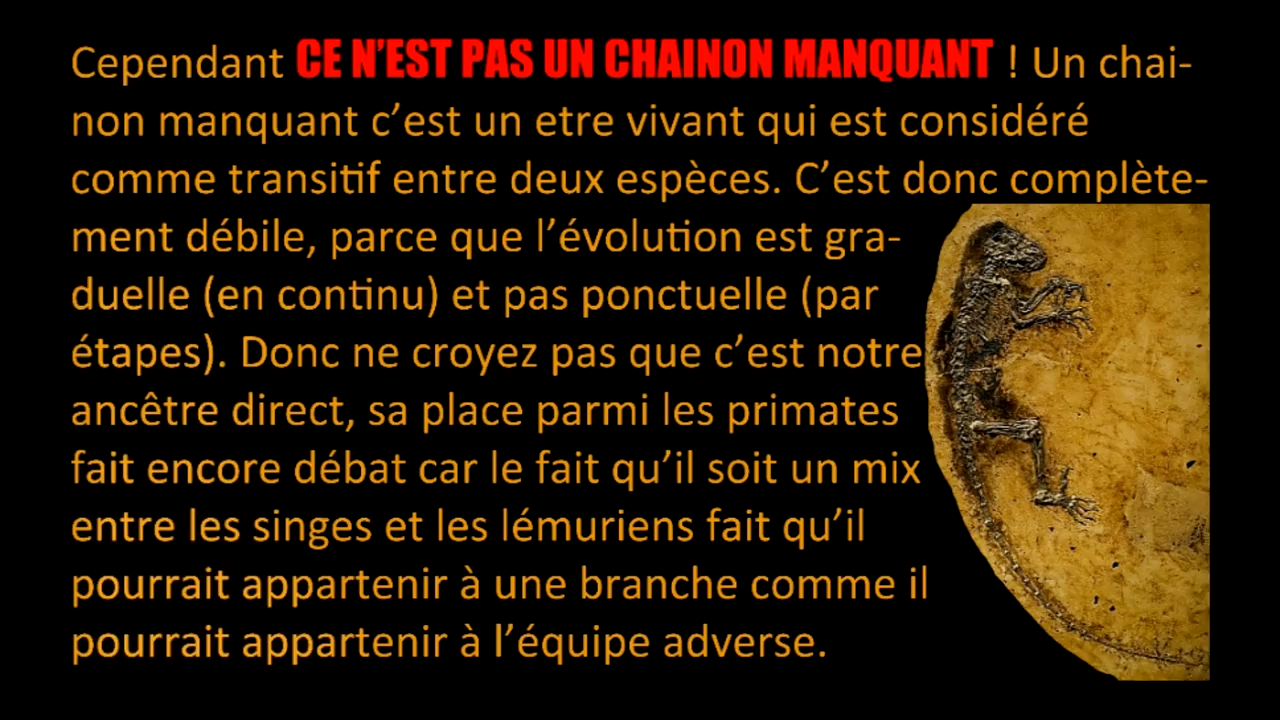 Cependant CE N'EST PAS UN CHAINON MANQUANT ! Un chai-
non manquant c'est un etre vivant qui est considéré
comme transitif entre deux espèces. C'est donc complète-
ment débile, parce que l'évolution est gra-
duelle (en continu) et pas ponctuelle (par
étapes). Donc ne croyez pas que c'est notre
ancêtre direct, sa place parmi les primates
fait encore débat car le fait qu'il soit un mix
entre les singes et les lémuriens fait qu'il
pourrait appartenir à une branche comme il
pourrait appartenir à l'équipe adverse.